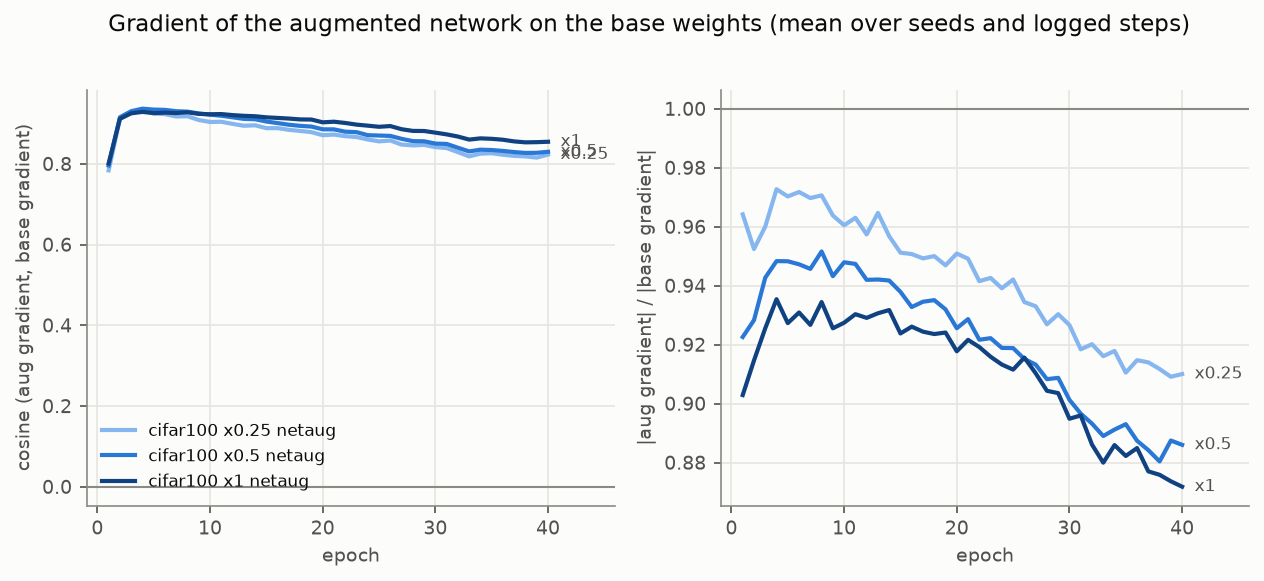 Gradient of the augmented network on the base weights (mean over seeds and logged steps)
cosine (aug gradient, base gradient)
0.8
0.6
0.4
0.2
0.0
0
10
20
30
40
epoch
x1
x0.5
x0.25
cifar100 x0.25 netaug
cifar100 x0.5 netaug
cifar100 x1 netaug
|aug gradient| / |base gradient|
1.00
0.98
0.96
0.94
0.92
0.90
0.88
0
10
20
30
40
epoch
x0.25
x0.5
x1